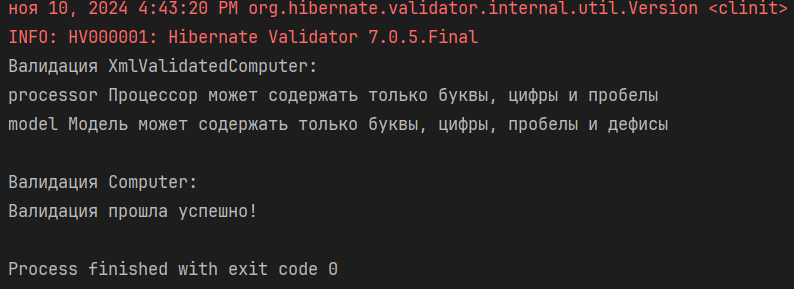 ноя 10, 2024 4:43:20 PM org.hibernate.validator.internal.util.Version <clinit>
INFO: HV000001: Hibernate Validator 7.0.5.Final
Валидация XmlValidatedComputer:
processor Процессор может содержать только буквы, цифры и пробелы
model Модель может содержать только буквы, цифры, пробелы и дефисы
Валидация Computer:
Валидация прошла успешно!
Process finished with exit code 0